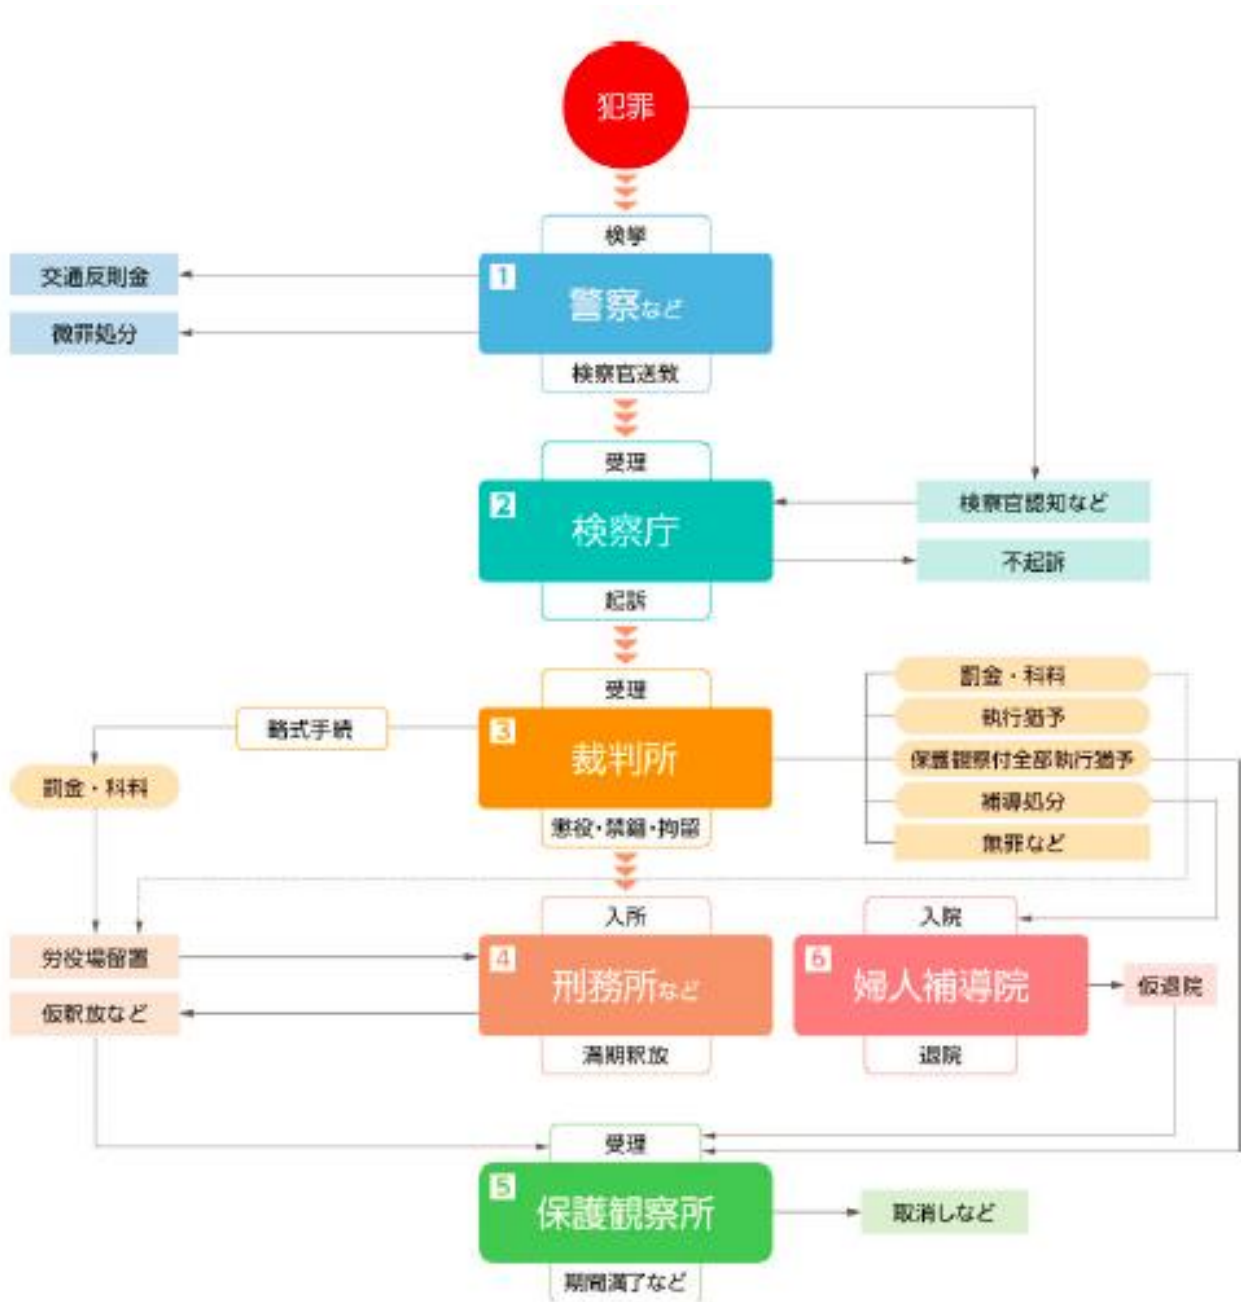 犯罪
検挙
1
警察など
交通反則金
微罪処分
検察官送致
受理
2
検察庁
検察官認知など
不起訴
起訴
受理
略式手続
3
裁判所
罰金・科料
執行猶予
保護観察付全部執行猶予
補導処分
無罪など
罰金・科料
懲役・禁錮・拘留
入所
入院
労役場留置
4
刑務所など
6
婦人補導院
仮退院
仮釈放など
満期釈放
退院
受理
5
保護観察所
取消しなど
期間満了など